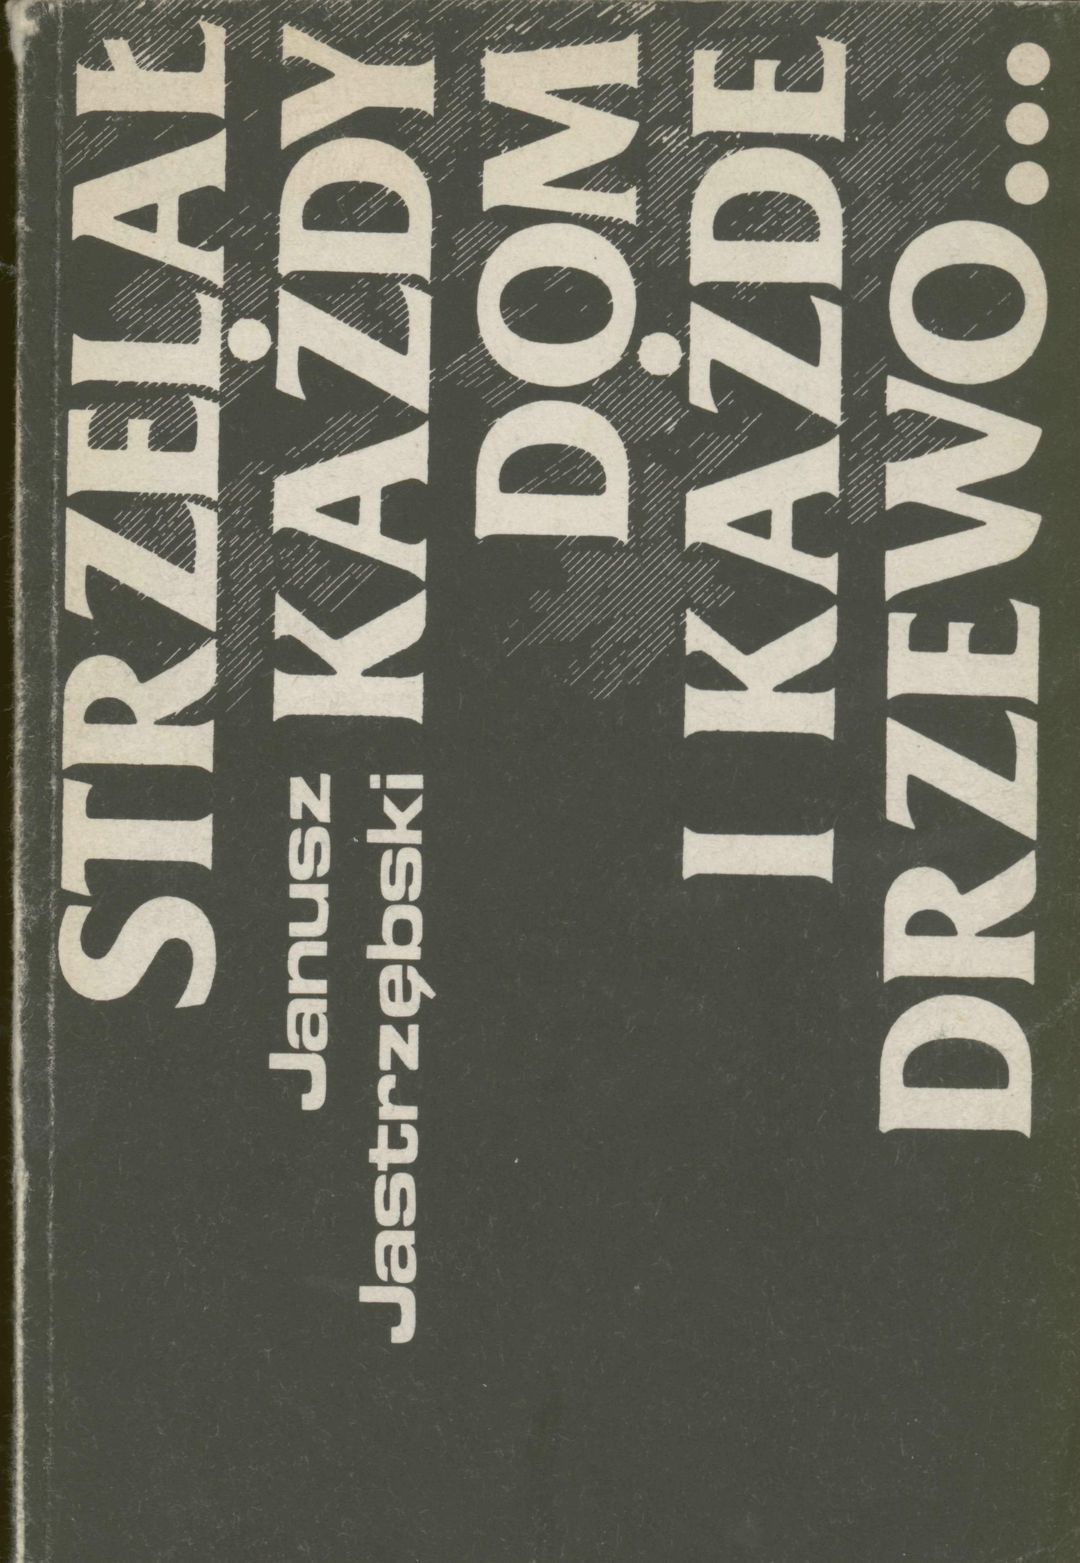 STRZELAŁ
KAŻDY
DOM
I KAŻDE
DRZEWO...
Janusz
Jastrzębski